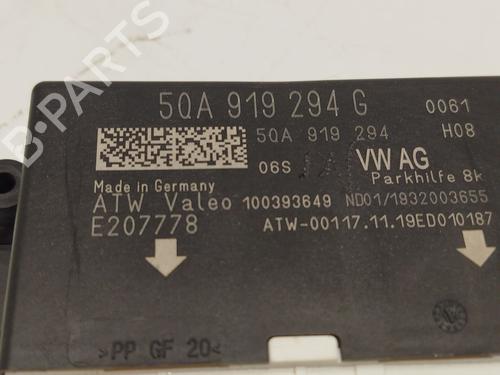 5QA 919 294 G 0061
5QA 919 294 H08
06S VW AG
Made in Germany Parkhilfe 8k
ATW Valeo 100393649 ND01/1932003655
E207778 ATW-00117.11.19ED010187
>PP GF 20<